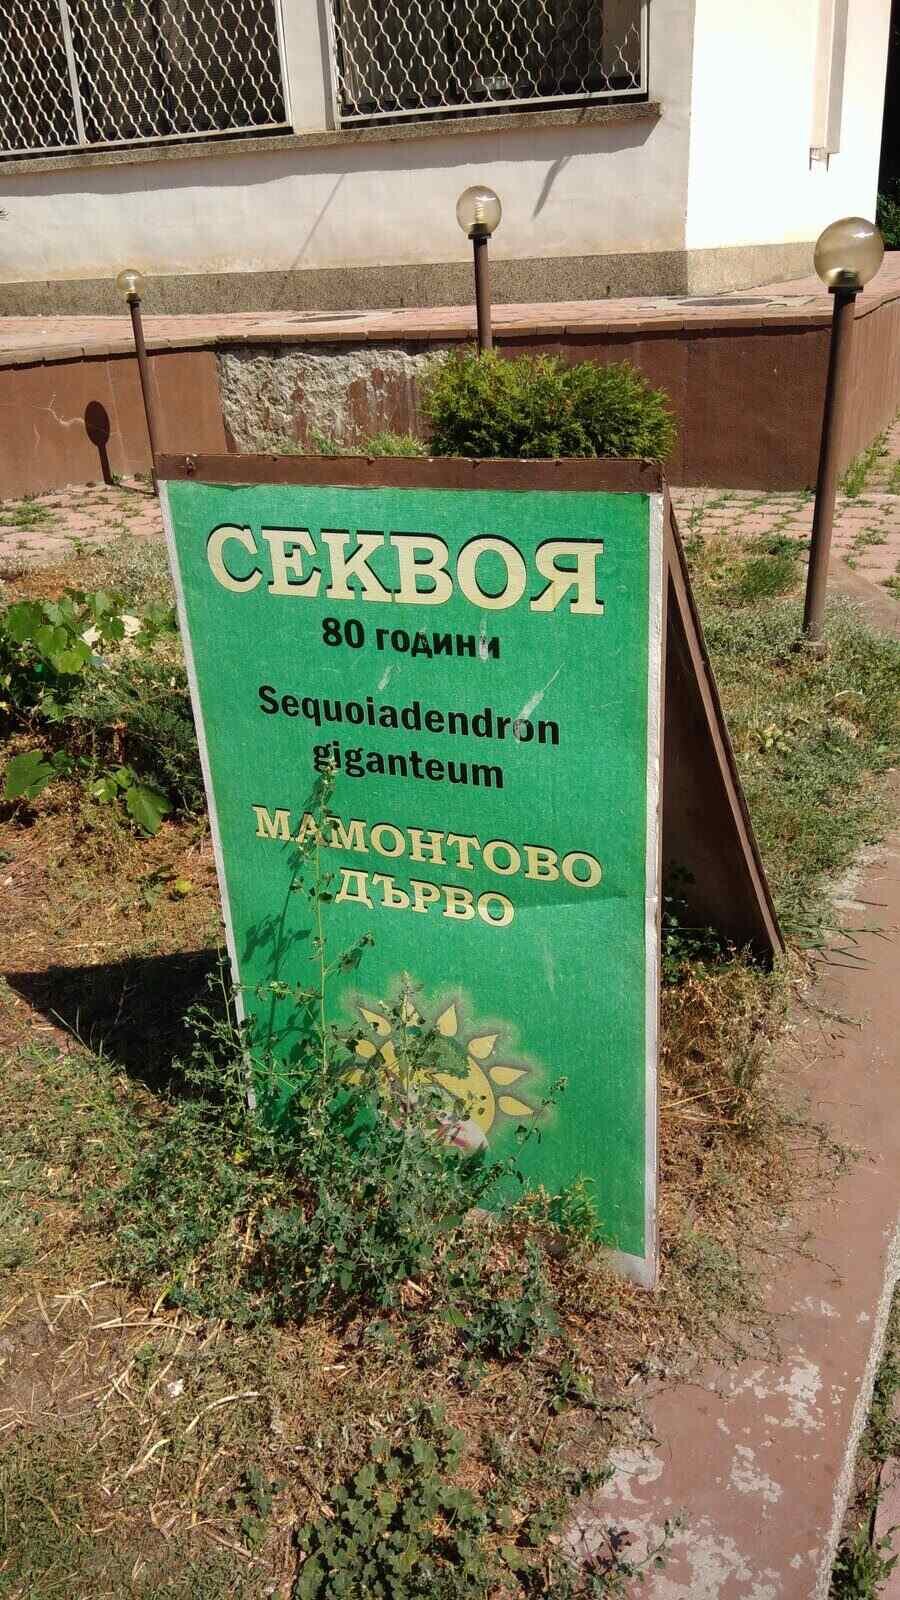 СЕКВОЯ
80 години
Sequoiadendron
giganteum
МАМОНТОВО
ДЪРВО